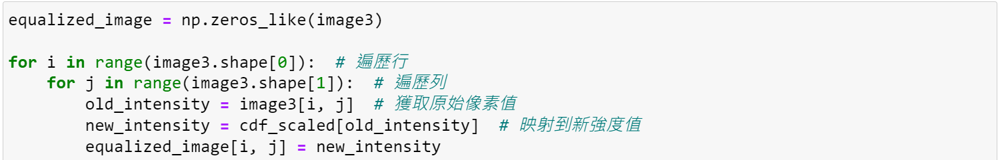 equalized_image = np.zeros_like(image3)
for i in range(image3.shape[0]):  # 遍歷行
    for j in range(image3.shape[1]):  # 遍歷列
        old_intensity = image3[i, j]  # 獲取原始像素值
        new_intensity = cdf_scaled[old_intensity]  # 映射到新強度值
        equalized_image[i, j] = new_intensity